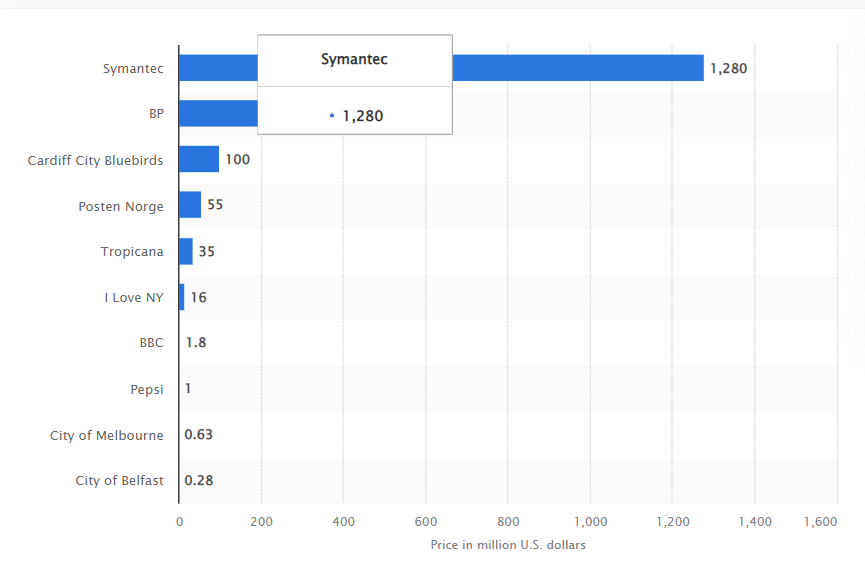 Symantec 1,280
Symantec
• 1,280
BP
Cardiff City Bluebirds 100
Posten Norge 55
Tropicana 35
I Love NY 16
BBC 1.8
Pepsi 1
City of Melbourne 0.63
City of Belfast 0.28
0 200 400 600 800 1,000 1,200 1,400 1,600
Price in million U.S. dollars